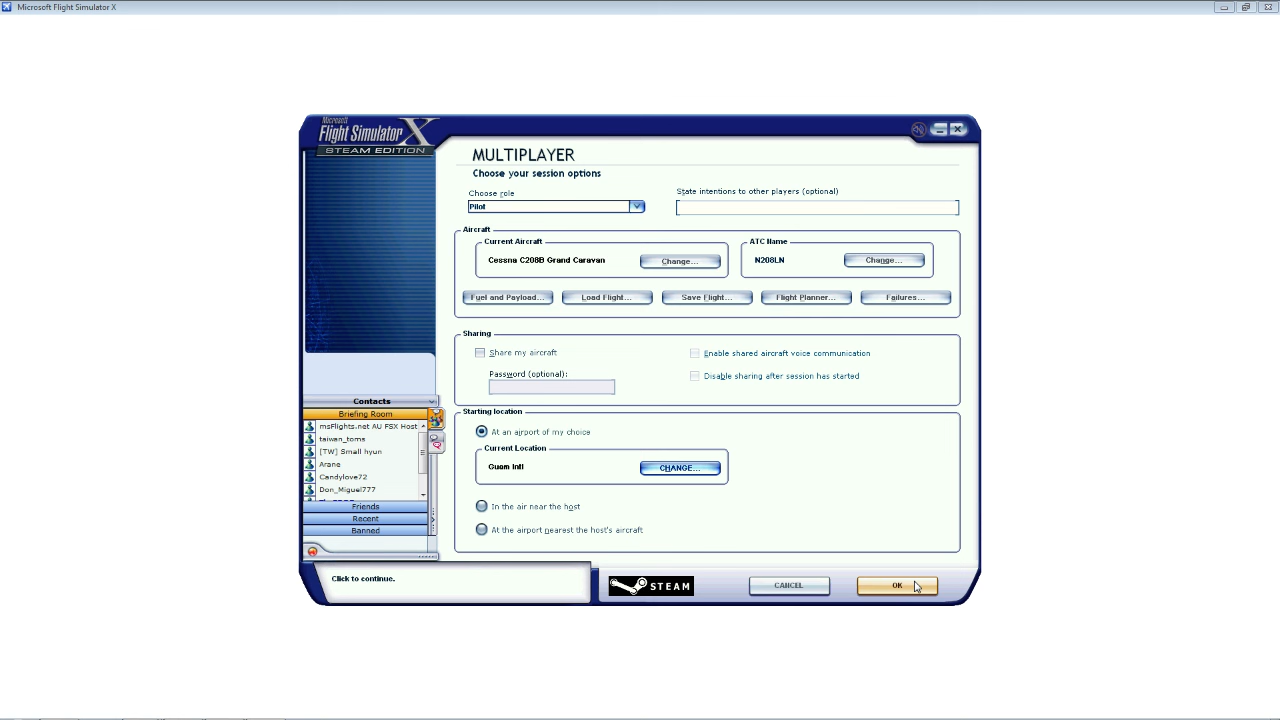 Microsoft Flight Simulator X
Microsoft
Flight Simulator X
STEAM EDITION
MULTIPLAYER
Choose your session options
Choose role
State intentions to other players (optional)
Pilot
Aircraft
Current Aircraft
ATC Name
Cessna C208B Grand Caravan
Change...
N208LN
Change...
Fuel and Payload...
Load Flight...
Save Flight...
Flight Planner...
Failures...
Sharing
Share my aircraft
Enable shared aircraft voice communication
Password (optional):
Disable sharing after session has started
Contacts
Briefing Room
msFlights.net AU FSX Host
taiwan_toms
[TW] Small hyun
Arane
Candylove72
Don_Miguel777
Friends
Recent
Banned
Starting location
At an airport of my choice
Current Location
Guam Intl
CHANGE...
In the air near the host
At the airport nearest the host's aircraft
Click to continue.
STEAM
CANCEL
OK